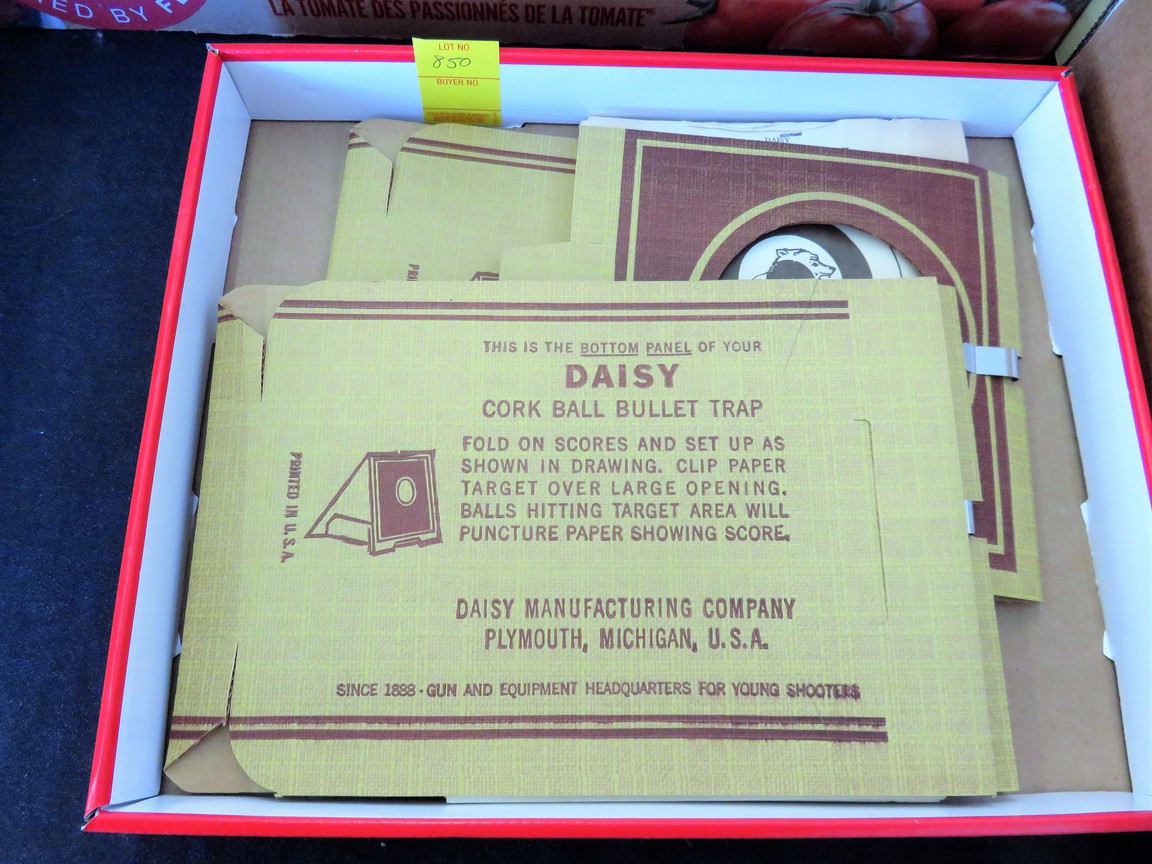 TED BY
LA TOMATE DES PASSIONNÉS DE LA TOMATE
LOT NO.
850
BUYER NO.
DAISY
THIS IS THE BOTTOM PANEL OF YOUR
DAISY
CORK BALL BULLET TRAP
FOLD ON SCORES AND SET UP AS
SHOWN IN DRAWING. CLIP PAPER
TARGET OVER LARGE OPENING.
BALLS HITTING TARGET AREA WILL
PUNCTURE PAPER SHOWING SCORE.
PRINTED IN U.S.A.
DAISY MANUFACTURING COMPANY
PLYMOUTH, MICHIGAN, U.S.A.
SINCE 1888 - GUN AND EQUIPMENT HEADQUARTERS FOR YOUNG SHOOTERS